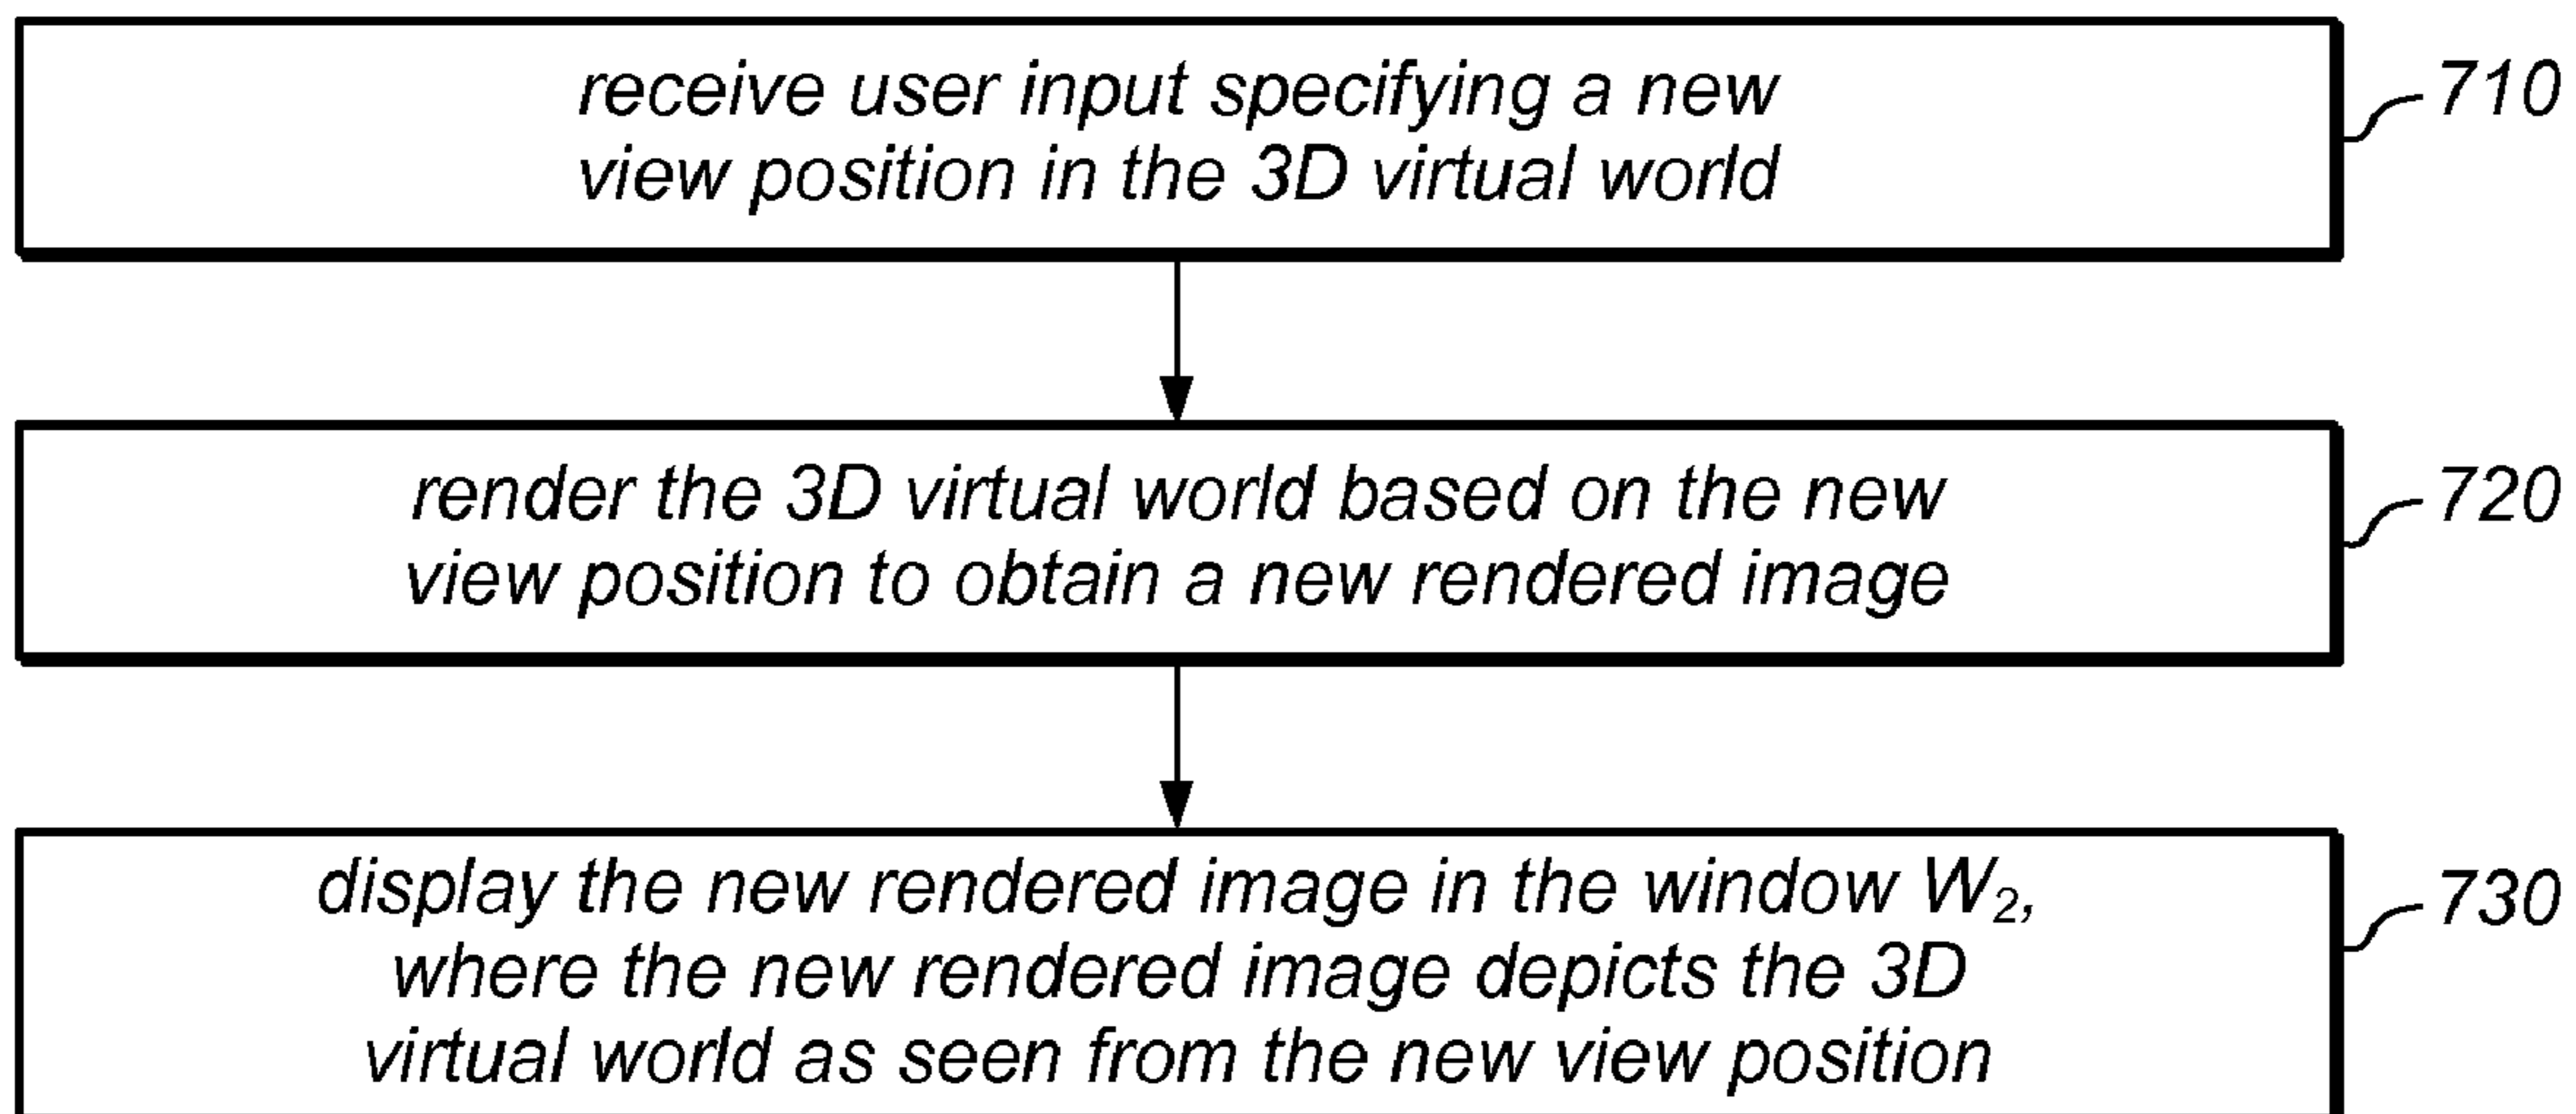 receive user input specifying a new
view position in the 3D virtual world
710
render the 3D virtual world based on the new
view position to obtain a new rendered image
720
display the new rendered image in the window W₂,
where the new rendered image depicts the 3D
virtual world as seen from the new view position
730